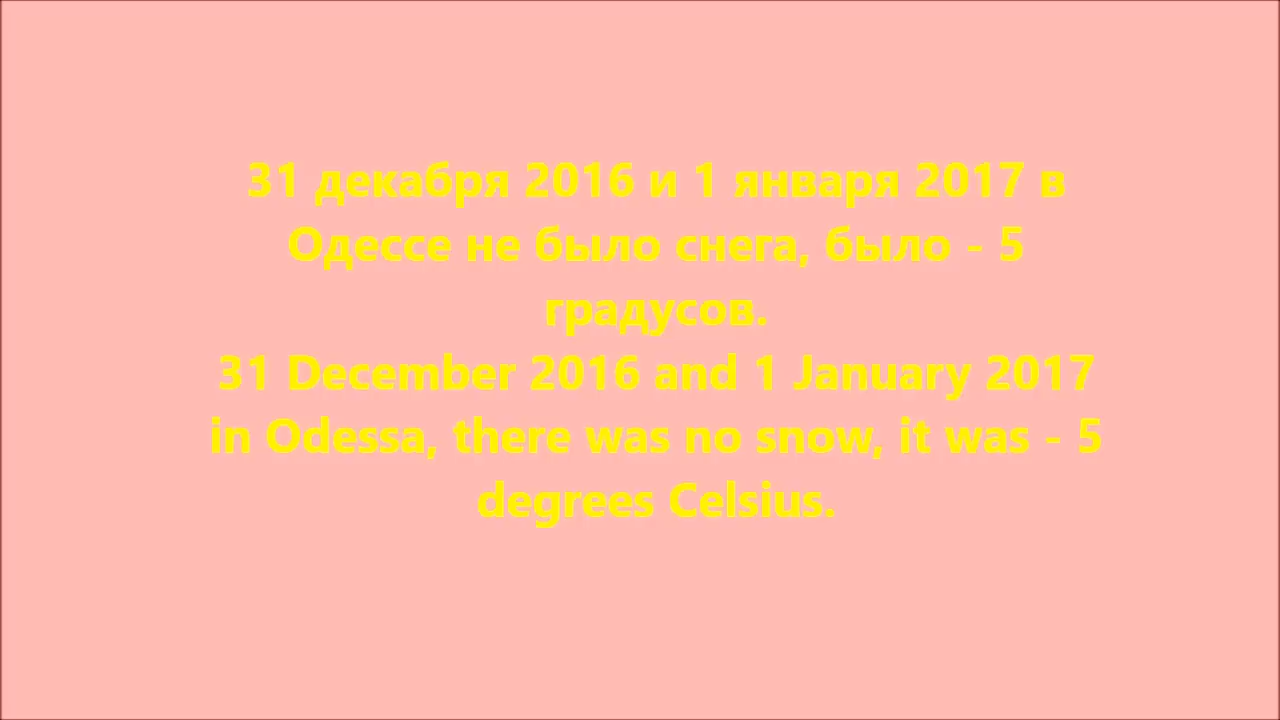 31 декабря 2016 и 1 января 2017 в
Одессе не было снега, было - 5
градусов.
31 December 2016 and 1 January 2017
in Odessa, there was no snow, it was - 5
degrees Celsius.